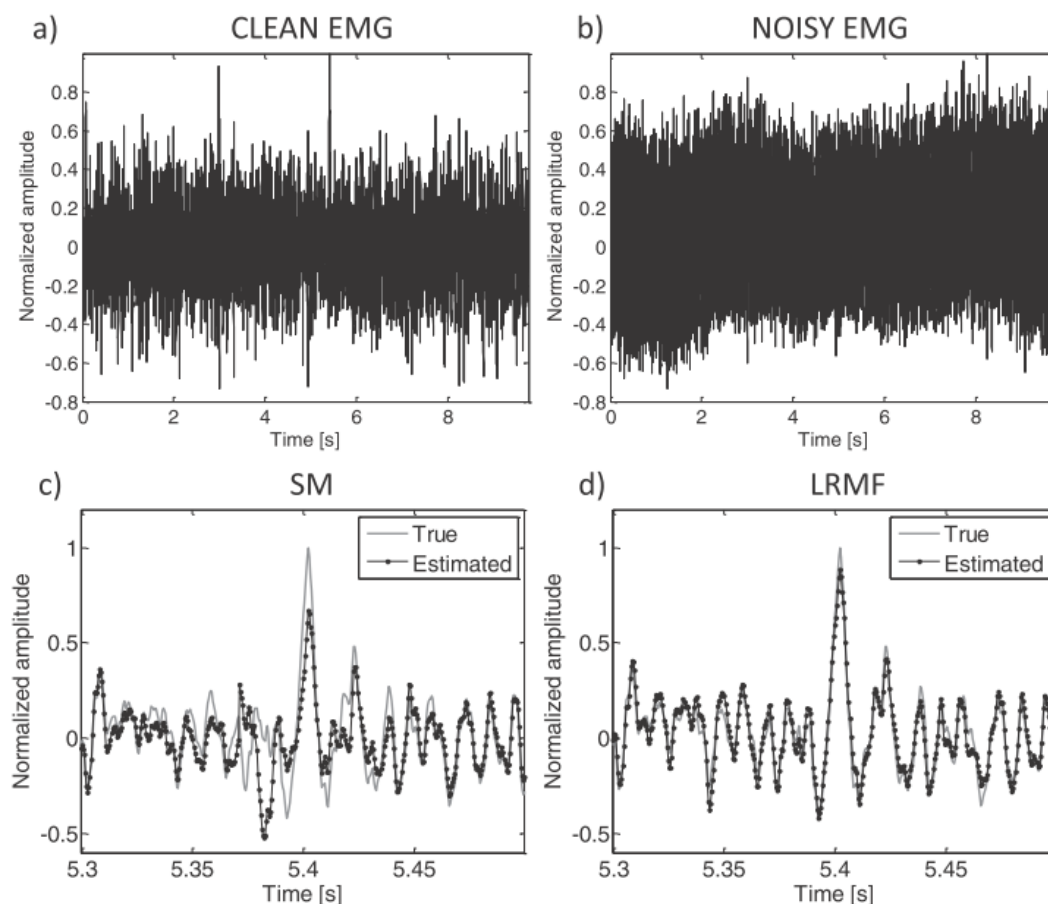 a) CLEAN EMG
b) NOISY EMG
Normalized amplitude
0.8
0.6
0.4
0.2
0
-0.2
-0.4
-0.6
-0.8
0 2 4 6 8
Time [s]
Normalized amplitude
0.8
0.6
0.4
0.2
0
-0.2
-0.4
-0.6
-0.8
0 2 4 6 8
Time [s]
c) SM
True
Estimated
Normalized amplitude
1
0.5
0
-0.5
5.3 5.35 5.4 5.45
Time [s]
d) LRMF
True
Estimated
Normalized amplitude
1
0.5
0
-0.5
5.3 5.35 5.4 5.45
Time [s]